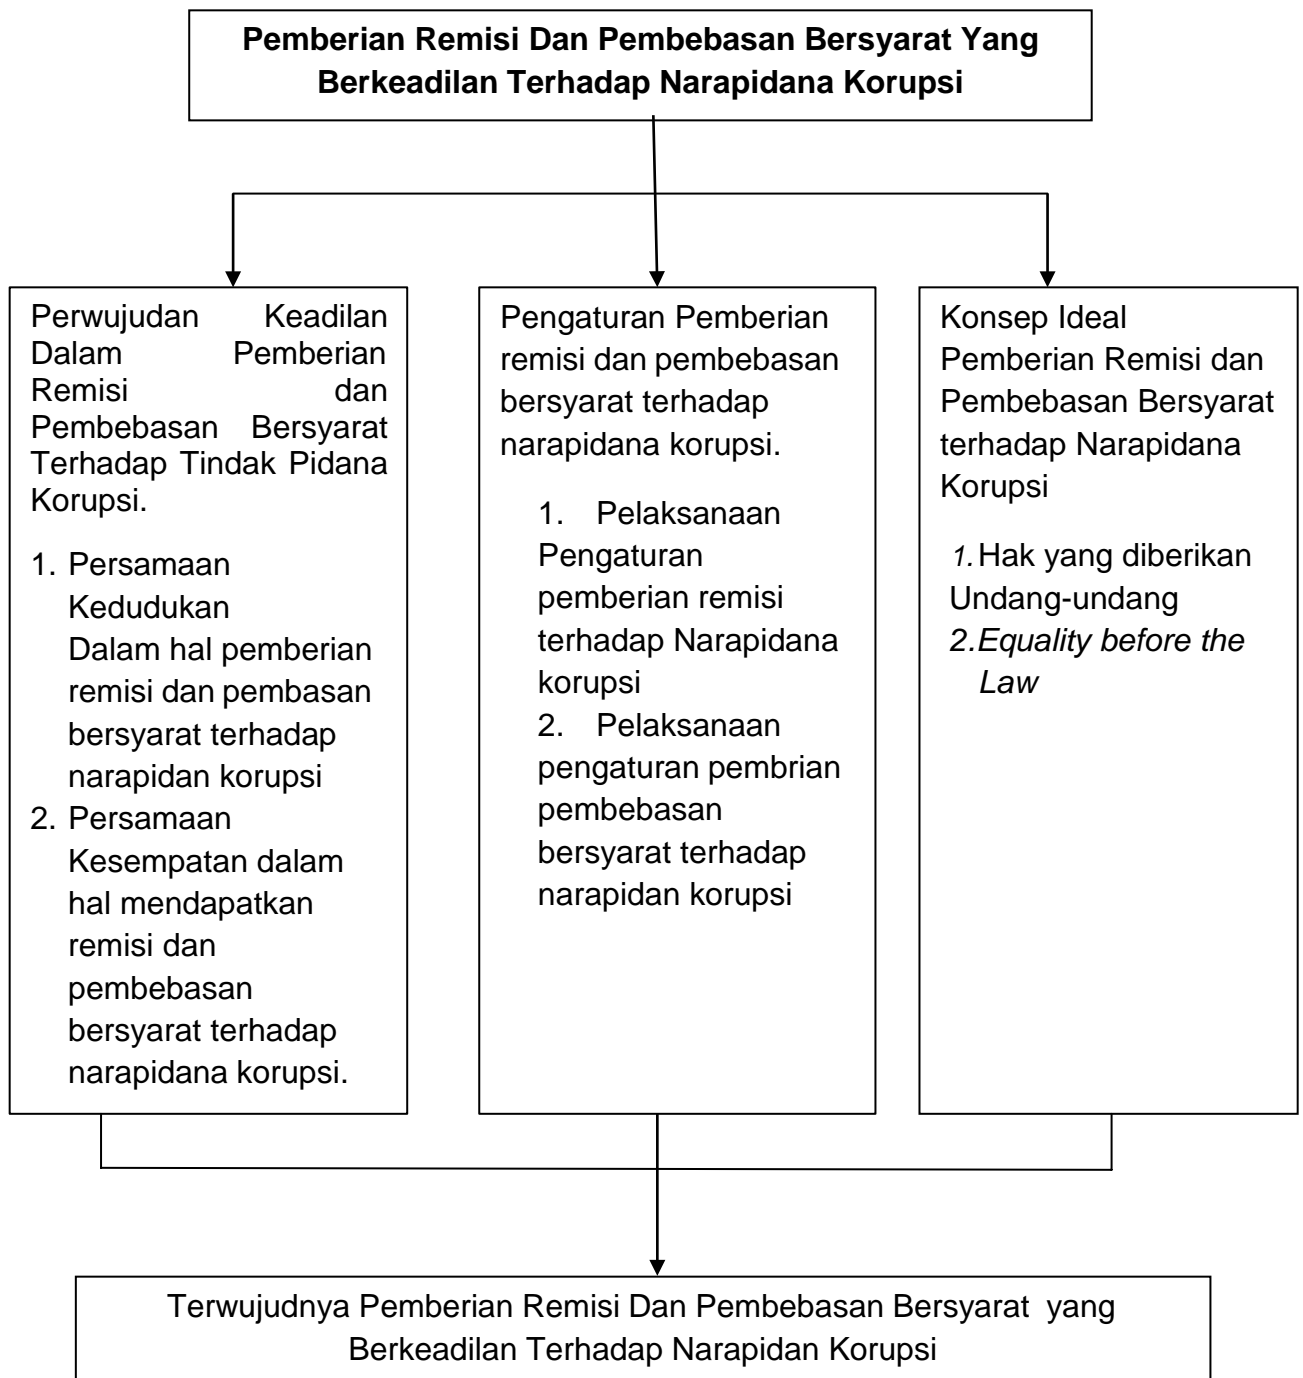 Pemberian Remisi Dan Pembebasan Bersyarat Yang
Berkeadilan Terhadap Narapidana Korupsi
Perwujudan Keadilan
Dalam Pemberian
Remisi dan
Pembebasan Bersyarat
Terhadap Tindak Pidana
Korupsi.
1. Persamaan
Kedudukan
Dalam hal pemberian
remisi dan pembasan
bersyarat terhadap
narapidan korupsi
2. Persamaan
Kesempatan dalam
hal mendapatkan
remisi dan
pembebasan
bersyarat terhadap
narapidana korupsi.
Pengaturan Pemberian
remisi dan pembebasan
bersyarat terhadap
narapidana korupsi.
1. Pelaksanaan
Pengaturan
pemberian remisi
terhadap Narapidana
korupsi
2. Pelaksanaan
pengaturan pembrian
pembebasan
bersyarat terhadap
narapidan korupsi
Konsep Ideal
Pemberian Remisi dan
Pembebasan Bersyarat
terhadap Narapidana
Korupsi
1. Hak yang diberikan
Undang-undang
2. Equality before the
Law
Terwujudnya Pemberian Remisi Dan Pembebasan Bersyarat yang
Berkeadilan Terhadap Narapidan Korupsi